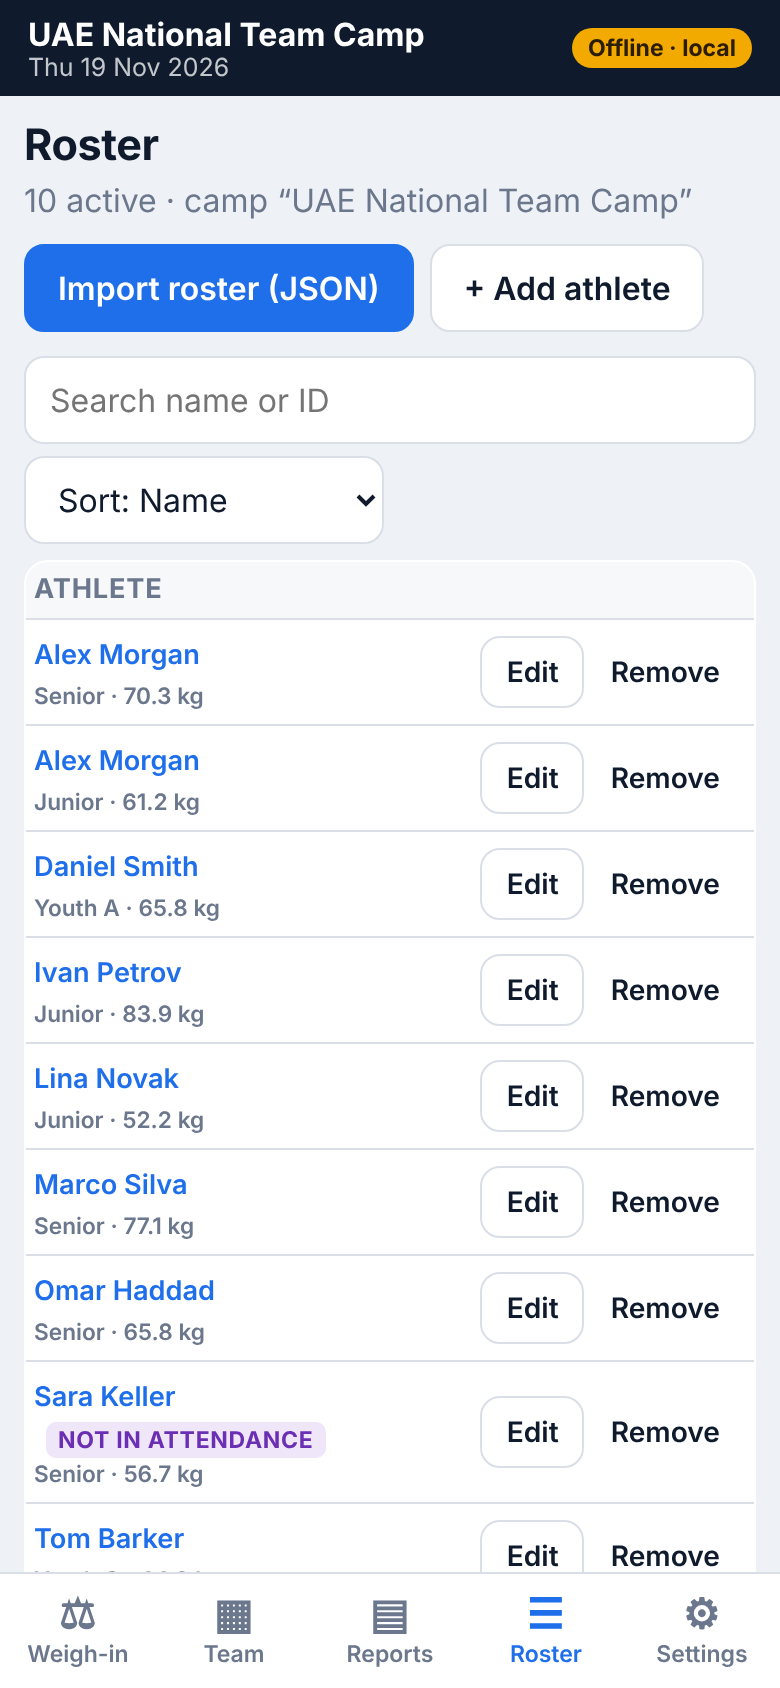 UAE National Team Camp
Thu 19 Nov 2026
Offline · local
Roster
10 active · camp “UAE National Team Camp”
Import roster (JSON)
+ Add athlete
Search name or ID
Sort: Name
ATHLETE
Alex Morgan
Senior · 70.3 kg
Edit Remove
Alex Morgan
Junior · 61.2 kg
Edit Remove
Daniel Smith
Youth A · 65.8 kg
Edit Remove
Ivan Petrov
Junior · 83.9 kg
Edit Remove
Lina Novak
Junior · 52.2 kg
Edit Remove
Marco Silva
Senior · 77.1 kg
Edit Remove
Omar Haddad
Senior · 65.8 kg
Edit Remove
Sara Keller
NOT IN ATTENDANCE
Senior · 56.7 kg
Edit Remove
Tom Barker
Edit Remove
Weigh-in
Team
Reports
Roster
Settings